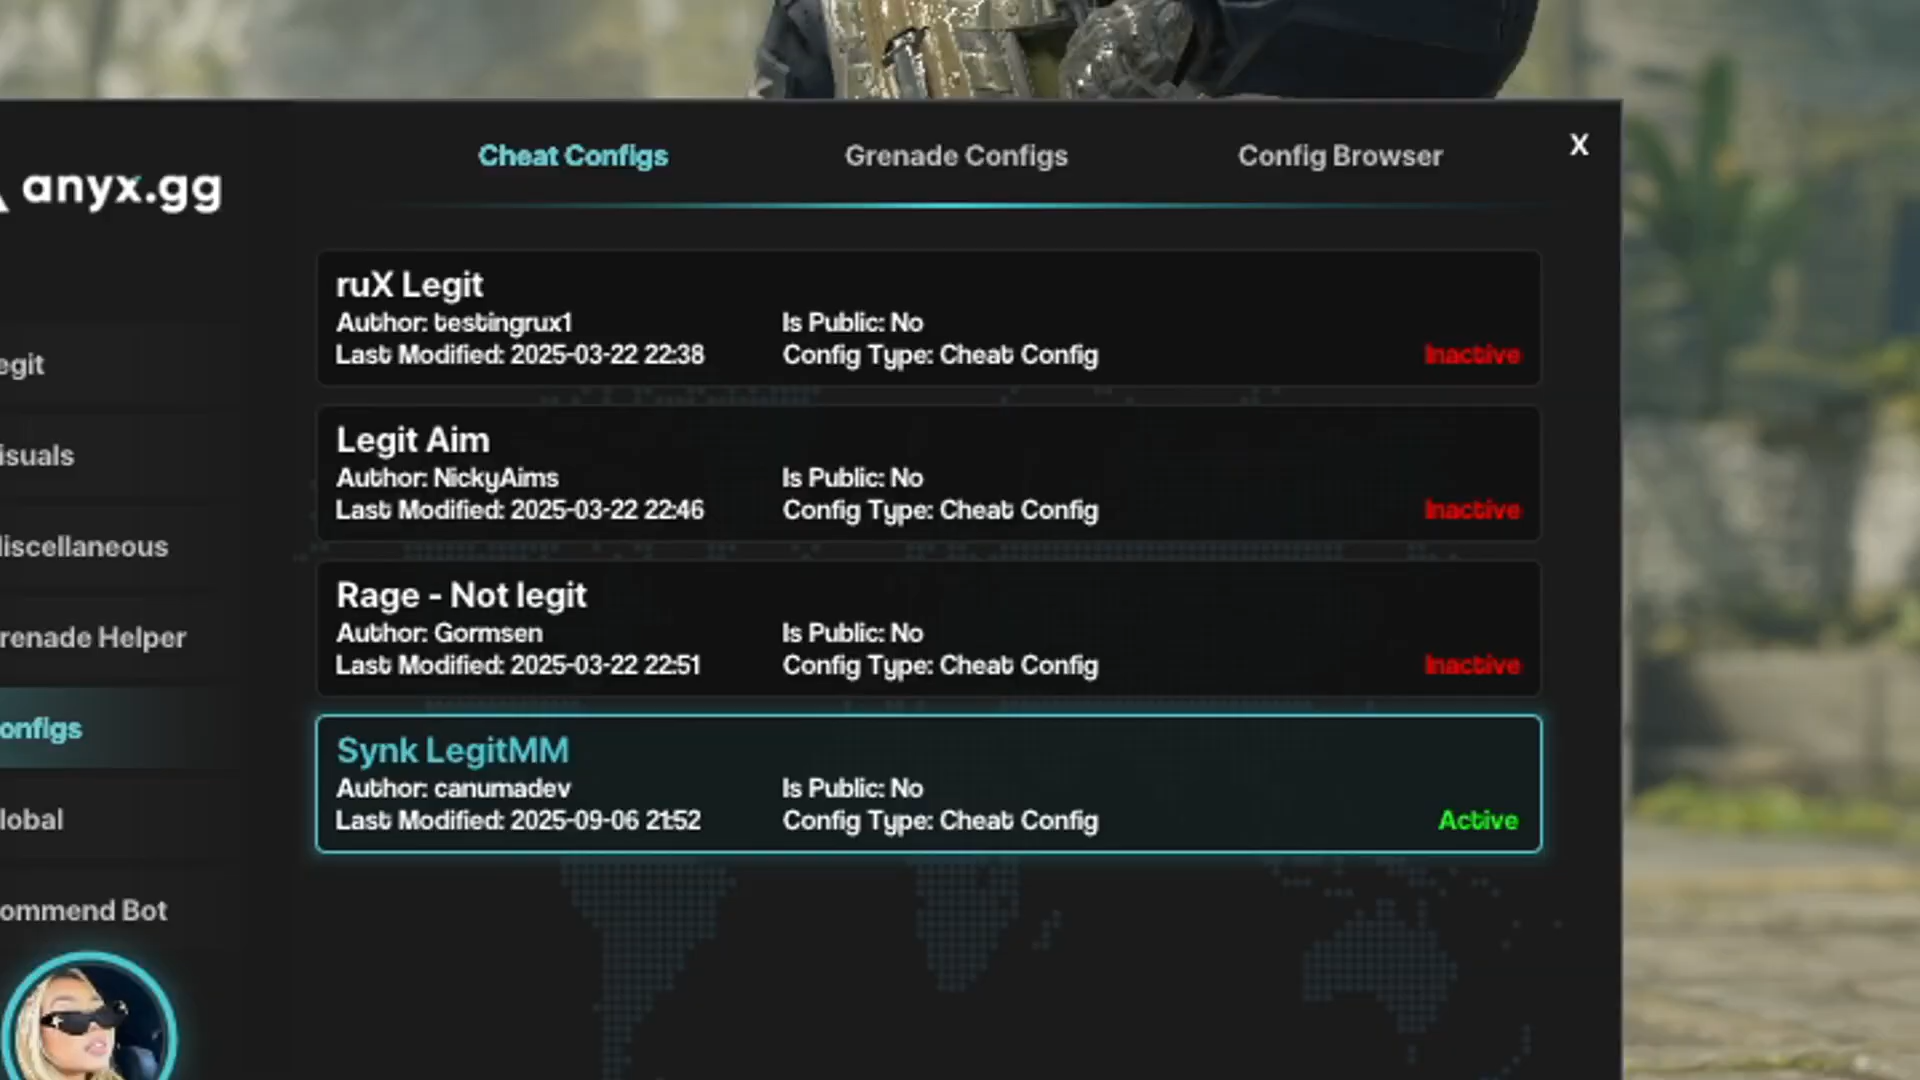 Cheat Configs Grenade Configs Config Browser X
anyx.gg
ruX Legit
Author: testingrux1 Is Public: No
Last Modified: 2025-03-22 22:38 Config Type: Cheat Config Inactive
egit
Legit Aim
isuals
Author: NickyAims Is Public: No
Last Modified: 2025-03-22 22:46 Config Type: Cheat Config Inactive
iscellaneous
Rage - Not legit
Author: Gormsen Is Public: No
renade Helper
Last Modified: 2025-03-22 22:51 Config Type: Cheat Config Inactive
onfigs
Synk LegitMM
Author: canumadev Is Public: No
Last Modified: 2025-09-06 21:52 Config Type: Cheat Config Active
lobal
ommend Bot